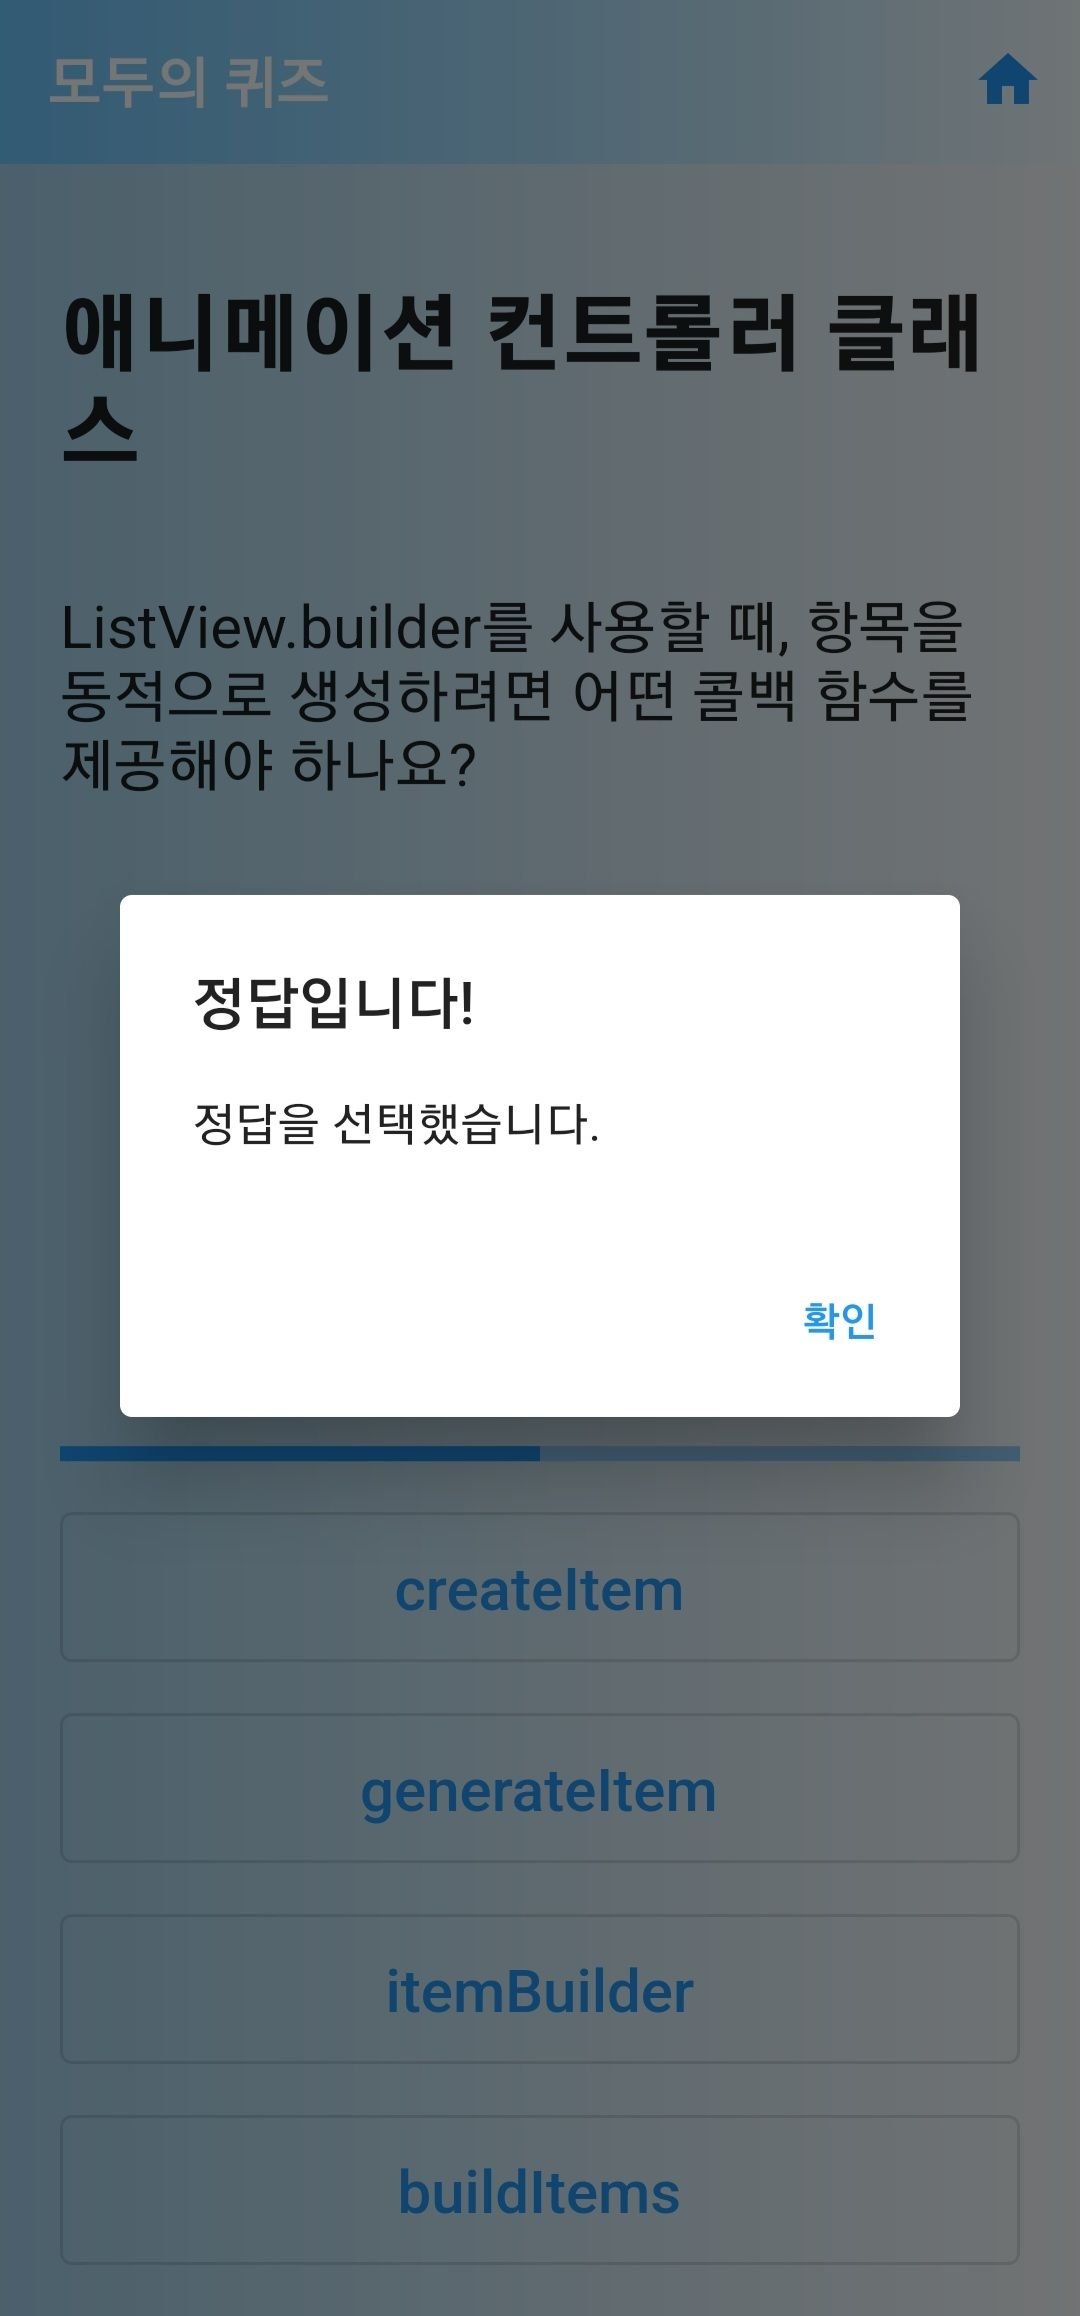 모두의 퀴즈
애니메이션 컨트롤러 클래
스
ListView.builder를 사용할 때, 항목을
동적으로 생성하려면 어떤 콜백 함수를
제공해야 하나요?
정답입니다!
정답을 선택했습니다.
확인
createItem
generateItem
itemBuilder
buildItems